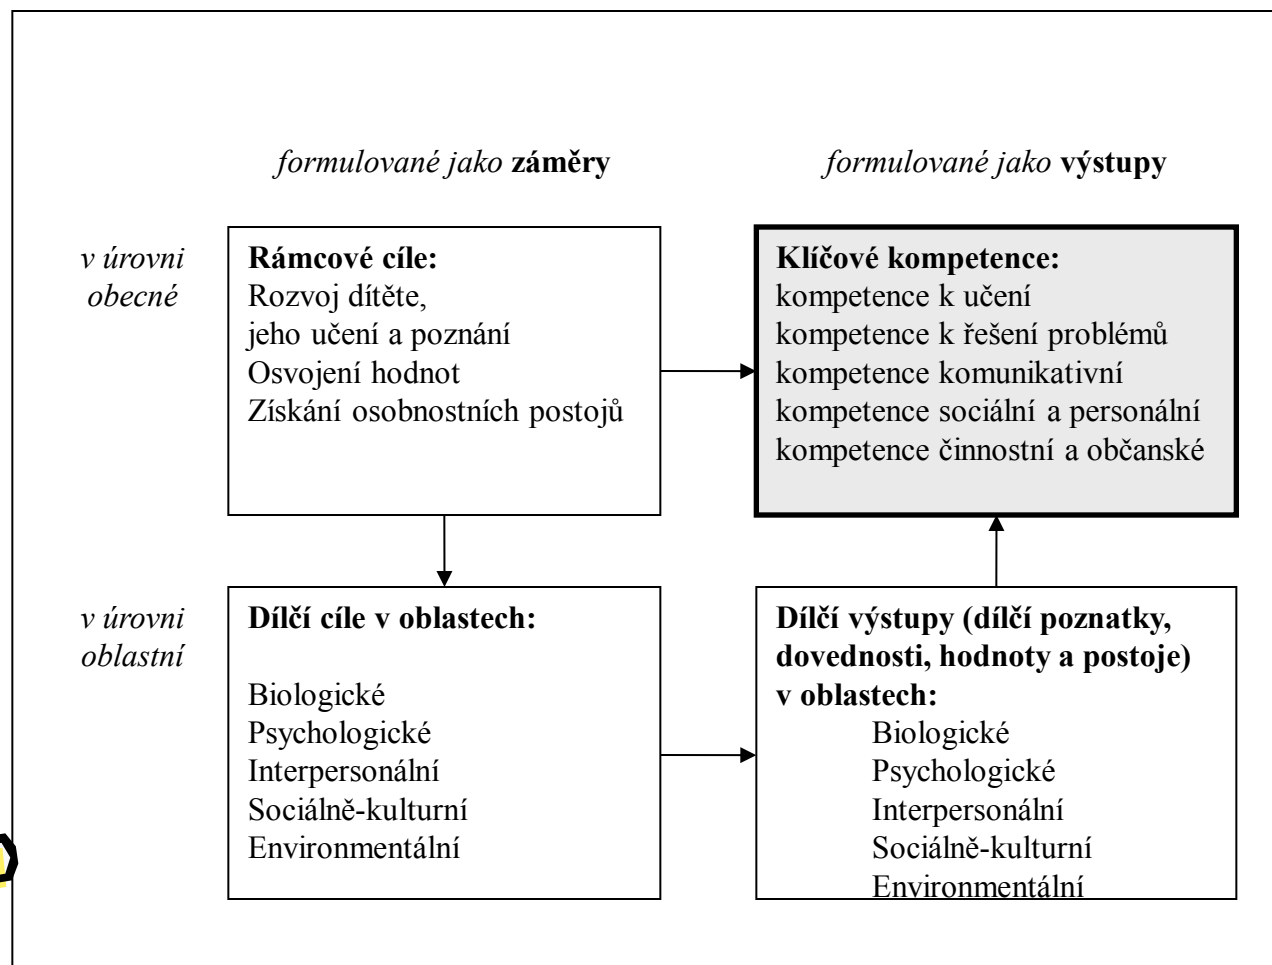 formulované jako záměry
formulované jako výstupy
v úrovni
obecné
Rámcové cíle:
Rozvoj dítěte,
jeho učení a poznání
Osvojení hodnot
Získání osobnostních postojů
Klíčové kompetence:
kompetence k učení
kompetence k řešení problémů
kompetence komunikativní
kompetence sociální a personální
kompetence činnostní a občanské
v úrovni
oblastní
Dílčí cíle v oblastech:
Biologické
Psychologické
Interpersonální
Sociálně-kulturní
Environmentální
Dílčí výstupy (dílčí poznatky,
dovednosti, hodnoty a postoje)
v oblastech:
Biologické
Psychologické
Interpersonální
Sociálně-kulturní
Environmentální